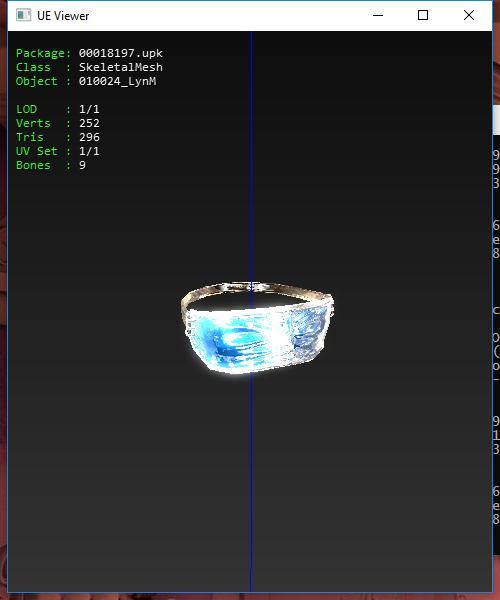 UE Viewer
Package: 00018197.upk
Class  : SkeletalMesh
Object : 010024_LynM
LOD    : 1/1
Verts  : 252
Tris   : 296
UV Set : 1/1
Bones  : 9